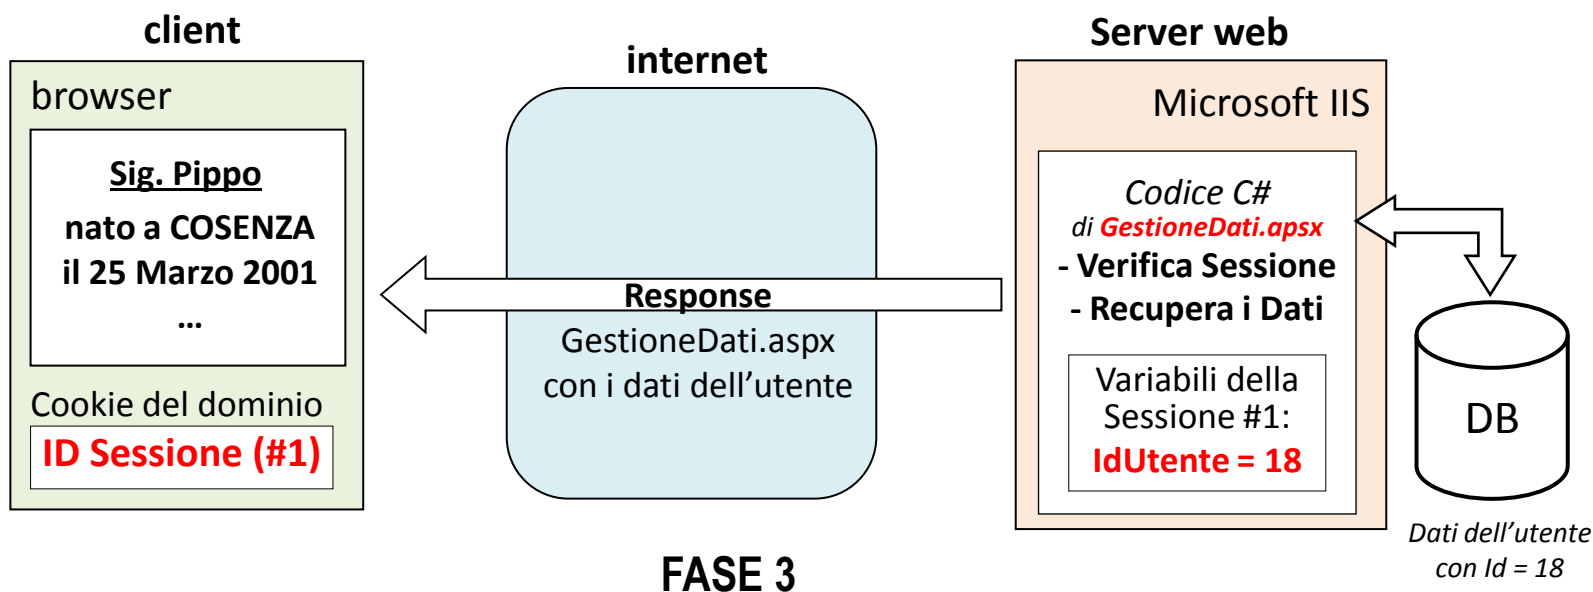 client
browser
Sig. Pippo
nato a COSENZA
il 25 Marzo 2001
...
Cookie del dominio
ID Sessione (#1)
internet
Response
GestioneDati.aspx
con i dati dell’utente
Server web
Microsoft IIS
Codice C#
di GestioneDati.apsx
- Verifica Sessione
- Recupera i Dati
Variabili della
Sessione #1:
IdUtente = 18
DB
Dati dell’utente
con Id = 18
FASE 3